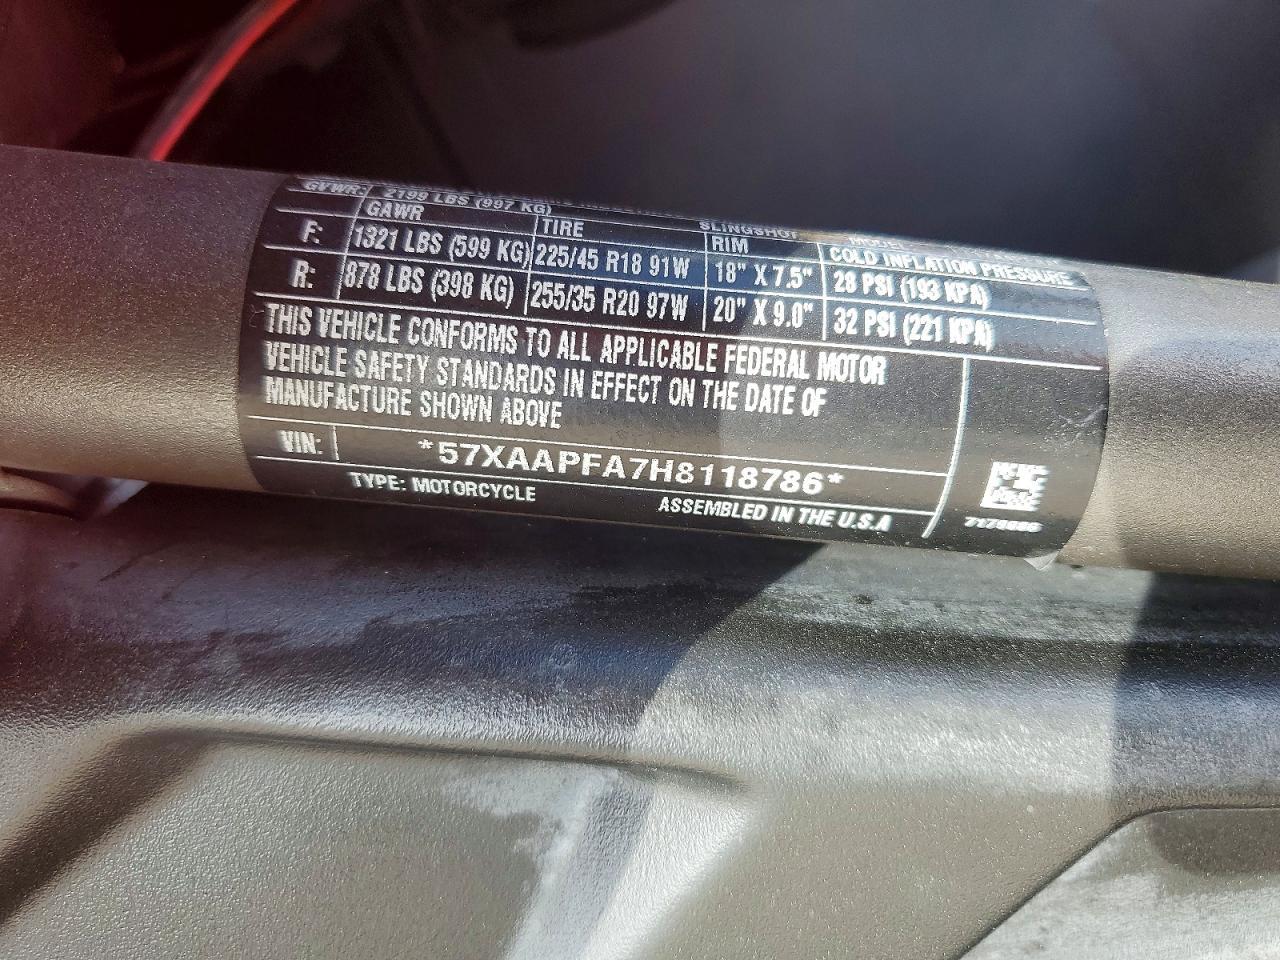 GVWR: 2199 LBS (997 KG) SLINGSHOT MODEL
GAWR TIRE RIM COLD INFLATION PRESSURE
F: 1321 LBS (599 KG) 225/45 R18 91W 18" X 7.5" 28 PSI (193 KPA)
R: 878 LBS (398 KG) 255/35 R20 97W 20" X 9.0" 32 PSI (221 KPA)
THIS VEHICLE CONFORMS TO ALL APPLICABLE FEDERAL MOTOR
VEHICLE SAFETY STANDARDS IN EFFECT ON THE DATE OF
MANUFACTURE SHOWN ABOVE
VIN: *57XAAPFA7H8118786*
TYPE: MOTORCYCLE ASSEMBLED IN THE U.S.A